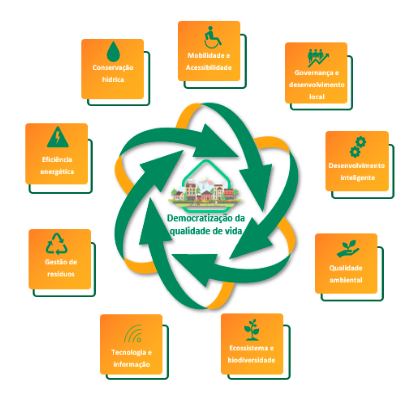 Mobilidade e
Acessibilidade
Conservação
hídrica
Governança e
desenvolvimento
local
Eficiência
energética
Desenvolvimento
inteligente
Democratização da
qualidade de vida
Gestão de
resíduos
Qualidade
ambiental
Tecnologia e
informação
Ecossistema e
biodiversidade